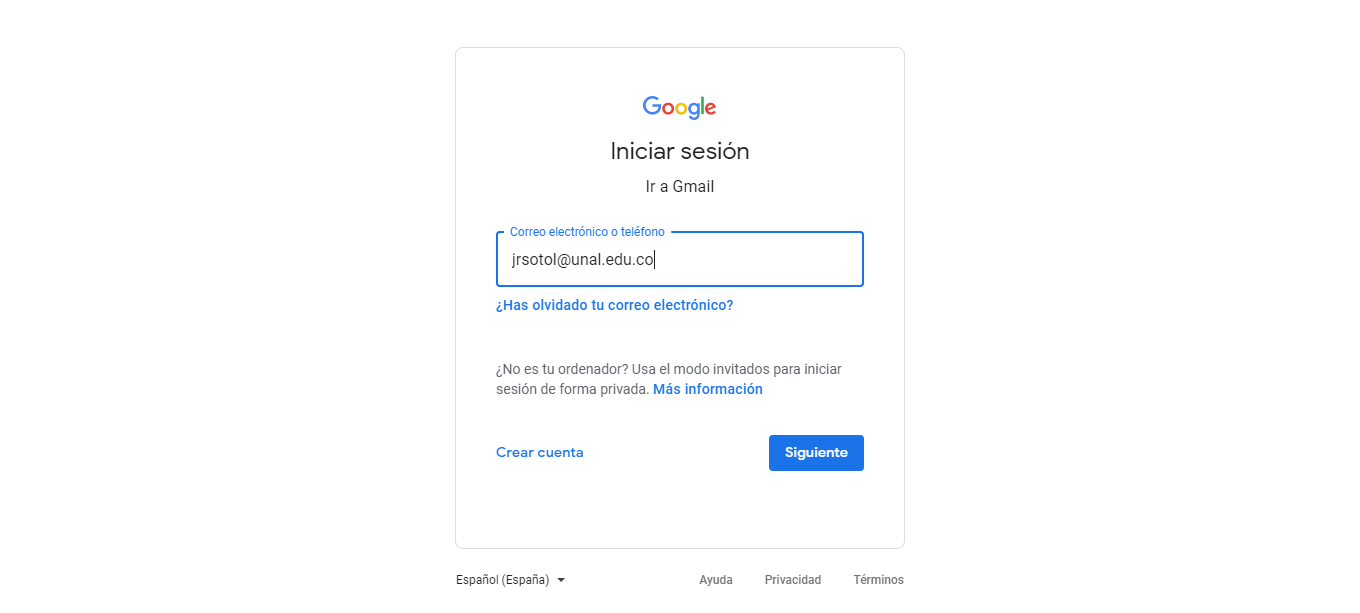 Google
Iniciar sesión
Ir a Gmail
Correo electrónico o teléfono
jrsotol@unal.edu.co
¿Has olvidado tu correo electrónico?
¿No es tu ordenador? Usa el modo invitados para iniciar
sesión de forma privada. Más información
Crear cuenta
Siguiente
Español (España)
Ayuda
Privacidad
Términos